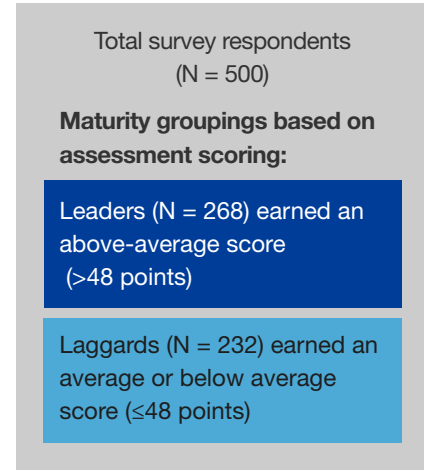 Total survey respondents
(N = 500)
Maturity groupings based on
assessment scoring:
Leaders (N = 268) earned an
above-average score
(>48 points)
Laggards (N = 232) earned an
average or below average
score (≤48 points)